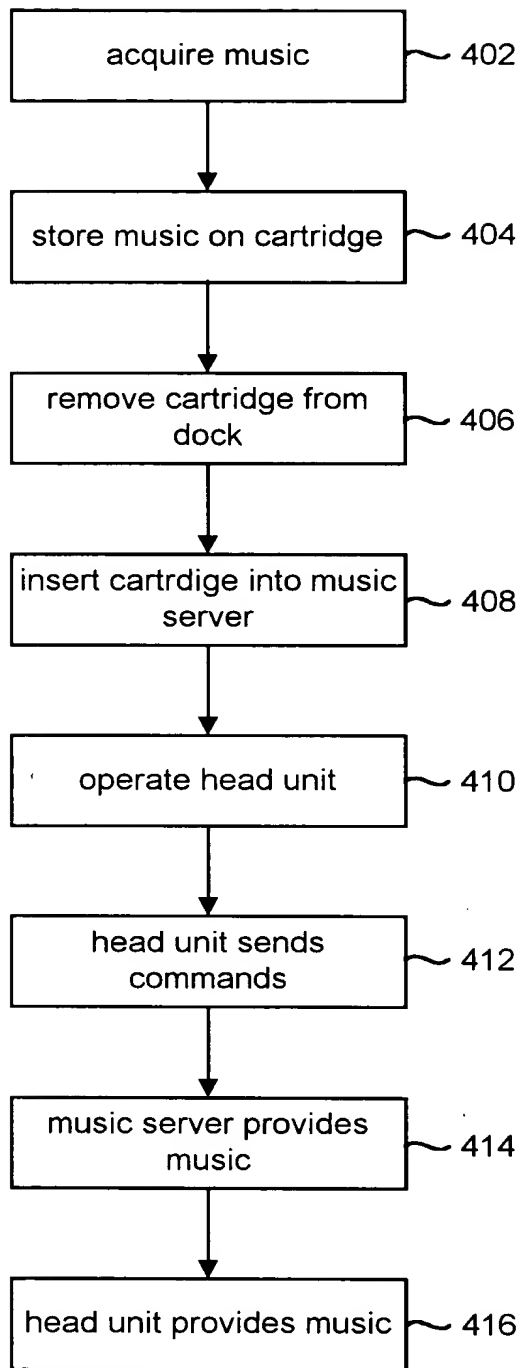 acquire music
402
store music on cartridge
404
remove cartridge from
dock
406
insert cartrdige into music
server
408
operate head unit
410
head unit sends
commands
412
music server provides
music
414
head unit provides music
416